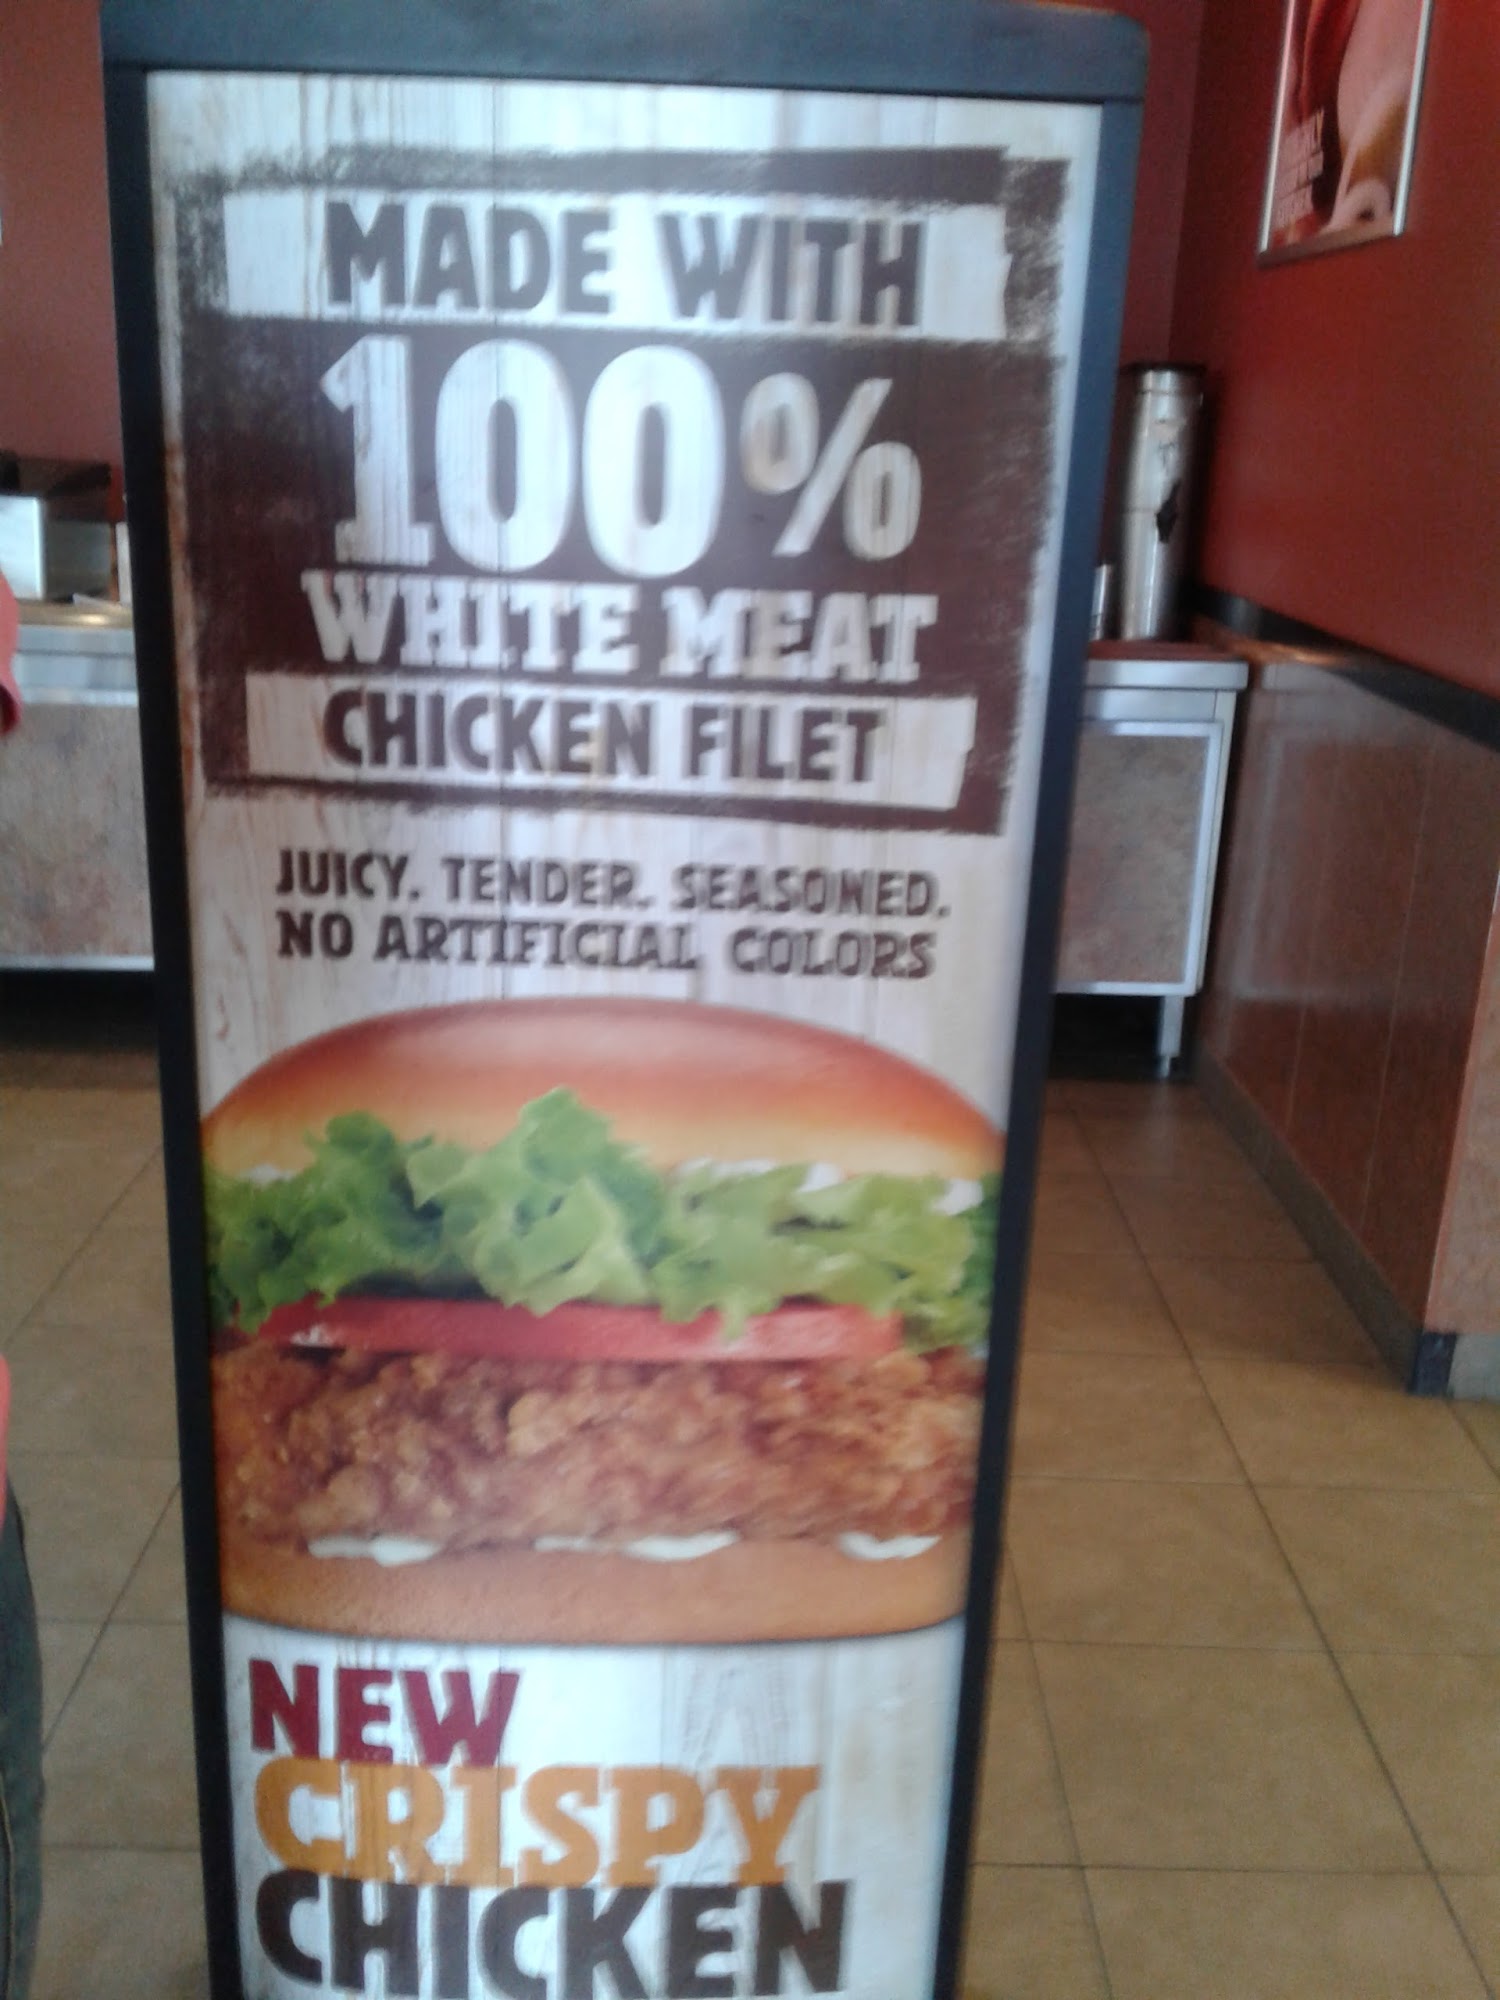 MADE WITH
100%
WHITE MEAT
CHICKEN FILET
JUICY. TENDER. SEASONED.
NO ARTIFICIAL COLORS
NEW
CRISPY
CHICKEN